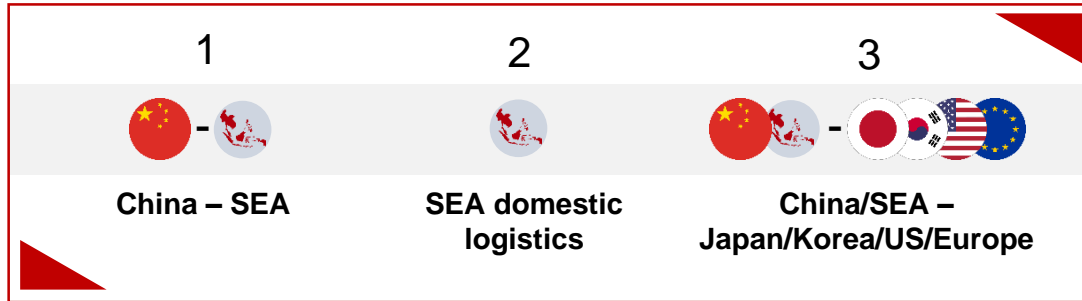 1
2
3
China – SEA
SEA domestic
logistics
China/SEA –
Japan/Korea/US/Europe